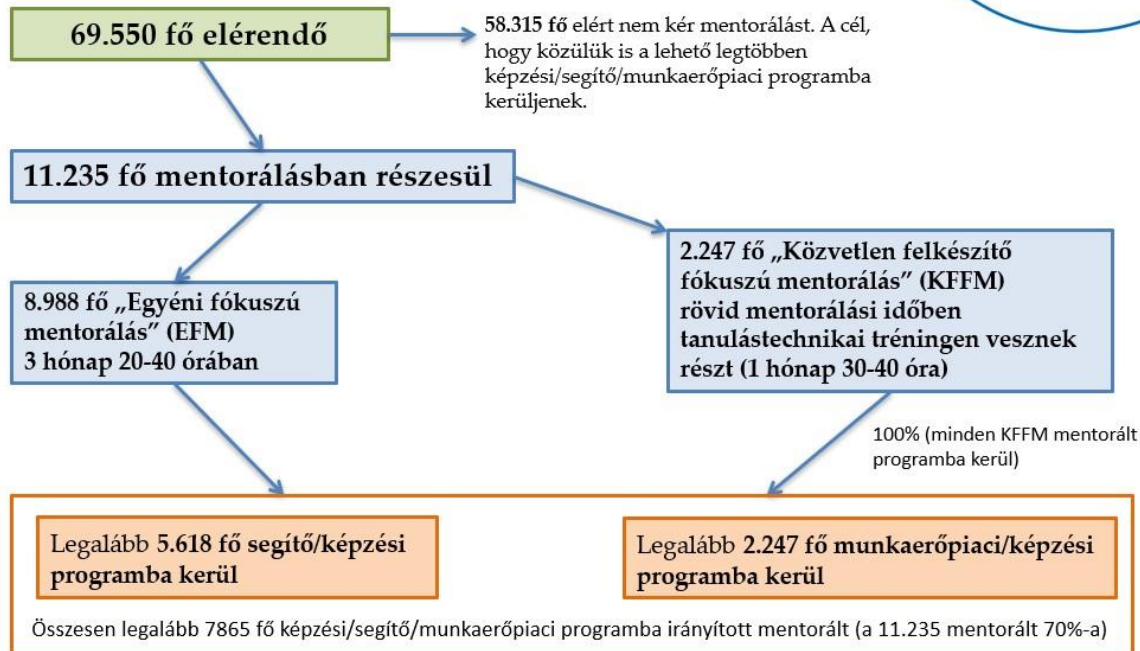 69.550 fő elérendő
58.315 fő elért nem kér mentorálást. A cél,
hogy közülük is a lehető legtöbben
képzési/segítő/munkaerőpiaci programba
kerüljenek.
11.235 fő mentorálásban részesül
8.988 fő „Egyéni fókuszú
mentorálás” (EFM)
3 hónap 20-40 órában
2.247 fő „Közvetlen felkészítő
fókuszú mentorálás” (KFFM)
rövid mentorálási időben
tanulástechnikai tréningen vesznek
részt (1 hónap 30-40 óra)
100% (minden KFFM mentorált
programba kerül)
Legalább 5.618 fő segítő/képzési
programba kerül
Legalább 2.247 fő munkaerőpiaci/képzési
programba kerül
Összesen legalább 7865 fő képzési/segítő/munkaerőpiaci programba irányított mentorált (a 11.235 mentorált 70%-a)